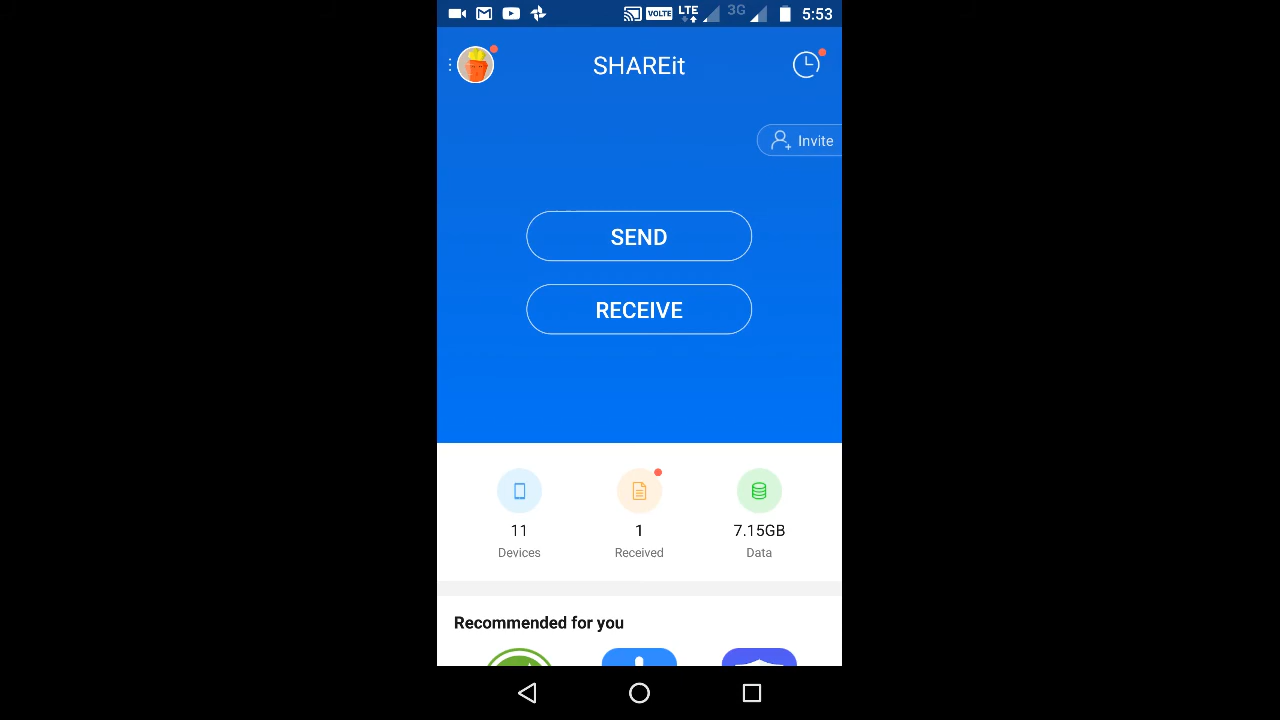 VOLTE LTE 3G 5:53
SHAREit
Invite
SEND
RECEIVE
11
1
7.15GB
Devices
Received
Data
Recommended for you